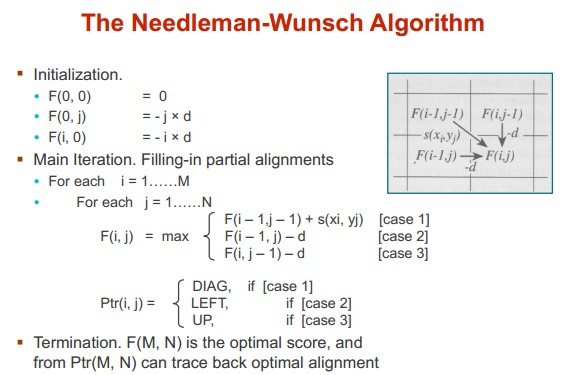 The Needleman-Wunsch Algorithm
▪ Initialization.
• F(0, 0) = 0
• F(0, j) = - j × d
• F(i, 0) = - i × d
▪ Main Iteration. Filling-in partial alignments
• For each i = 1……M
• For each j = 1……N
F(i – 1,j – 1) + s(xi, yj) [case 1]
F(i, j) = max F(i – 1, j) – d [case 2]
F(i, j – 1) – d [case 3]
DIAG, if [case 1]
Ptr(i, j) = LEFT, if [case 2]
UP, if [case 3]
▪ Termination. F(M, N) is the optimal score, and
from Ptr(M, N) can trace back optimal alignment
F(i-1,j-1) F(i,j-1)
s(xi,yj) -d
F(i-1,j) F(i,j)
-d